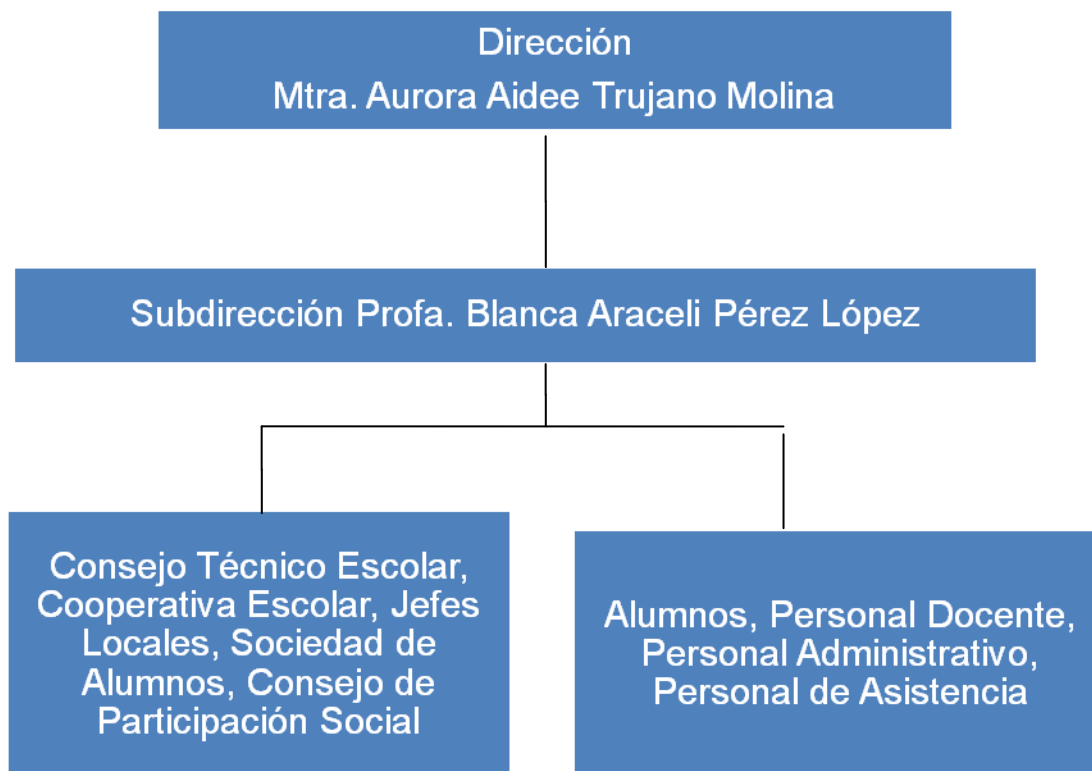 Dirección
Mtra. Aurora Aidee Trujano Molina
Subdirección Profa. Blanca Araceli Pérez López
Consejo Técnico Escolar,
Cooperativa Escolar, Jefes
Locales, Sociedad de
Alumnos, Consejo de
Participación Social
Alumnos, Personal Docente,
Personal Administrativo,
Personal de Asistencia